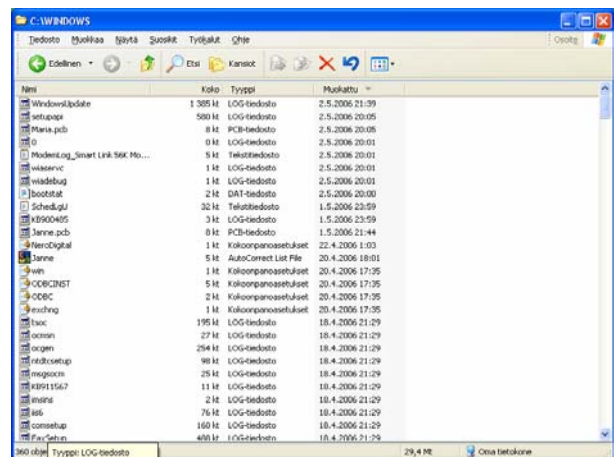 C:\WINDOWS
Tiedosto Muokkaa Näytä Suosikit Työkalut Ohje Osoite
Edellinen Etsi Kansiot
Nimi Koko Tyyppi Muokattu
WindowsUpdate 1 385 kt LOG-tiedosto 2.5.2006 21:39
setupapi 580 kt LOG-tiedosto 2.5.2006 20:05
Maria.pcb 8 kt PCB-tiedosto 2.5.2006 20:05
0 0 kt LOG-tiedosto 2.5.2006 20:01
ModemLog_Smart Link 56K Mo... 5 kt Tekstitiedosto 2.5.2006 20:01
wiaservc 1 kt LOG-tiedosto 2.5.2006 20:01
wiadebug 1 kt LOG-tiedosto 2.5.2006 20:01
bootstat 2 kt DAT-tiedosto 2.5.2006 20:00
SchedLgU 32 kt Tekstitiedosto 1.5.2006 23:59
KB900485 3 kt LOG-tiedosto 1.5.2006 23:59
Janne.pcb 8 kt PCB-tiedosto 1.5.2006 21:44
NeroDigital 1 kt Kokoonpanoasetukset 22.4.2006 1:03
Janne 5 kt AutoCorrect List File 20.4.2006 18:01
win 1 kt Kokoonpanoasetukset 20.4.2006 17:35
ODBCINST 5 kt Kokoonpanoasetukset 20.4.2006 17:35
ODBC 2 kt Kokoonpanoasetukset 20.4.2006 17:35
exchng 1 kt Kokoonpanoasetukset 20.4.2006 17:35
tsoc 195 kt LOG-tiedosto 18.4.2006 21:29
ocmsn 27 kt LOG-tiedosto 18.4.2006 21:29
ocgen 254 kt LOG-tiedosto 18.4.2006 21:29
ntdtcsetup 98 kt LOG-tiedosto 18.4.2006 21:29
msgsocm 25 kt LOG-tiedosto 18.4.2006 21:29
KB911567 11 kt LOG-tiedosto 18.4.2006 21:29
imsins 2 kt LOG-tiedosto 18.4.2006 21:29
iis6 76 kt LOG-tiedosto 18.4.2006 21:29
comsetup 160 kt LOG-tiedosto 18.4.2006 21:29
FaxSetup 488 kt LOG-tiedosto 18.4.2006 21:29
360 obje Tyyppi: LOG-tiedosto 29,4 Mt Oma tietokone